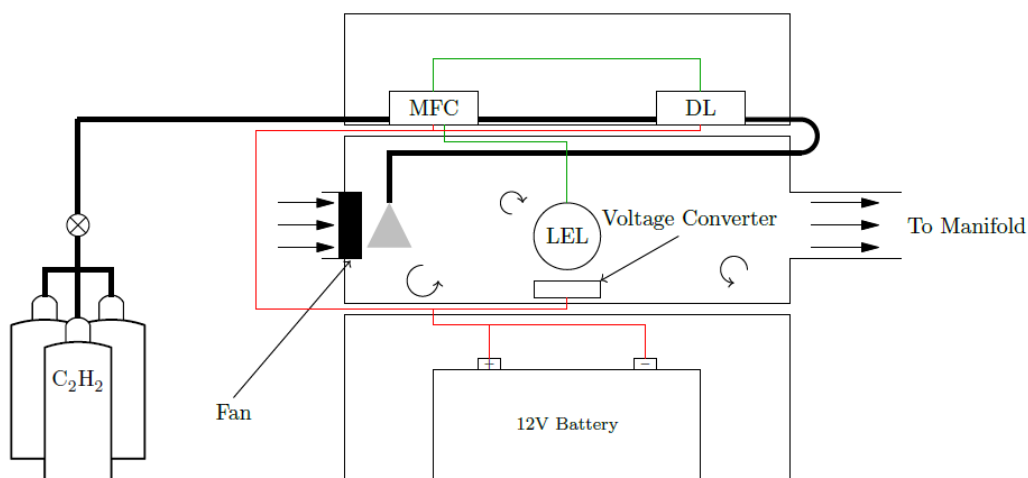 MFC
DL
LEL
Voltage Converter
To Manifold
C₂H₂
Fan
+
−
12V Battery